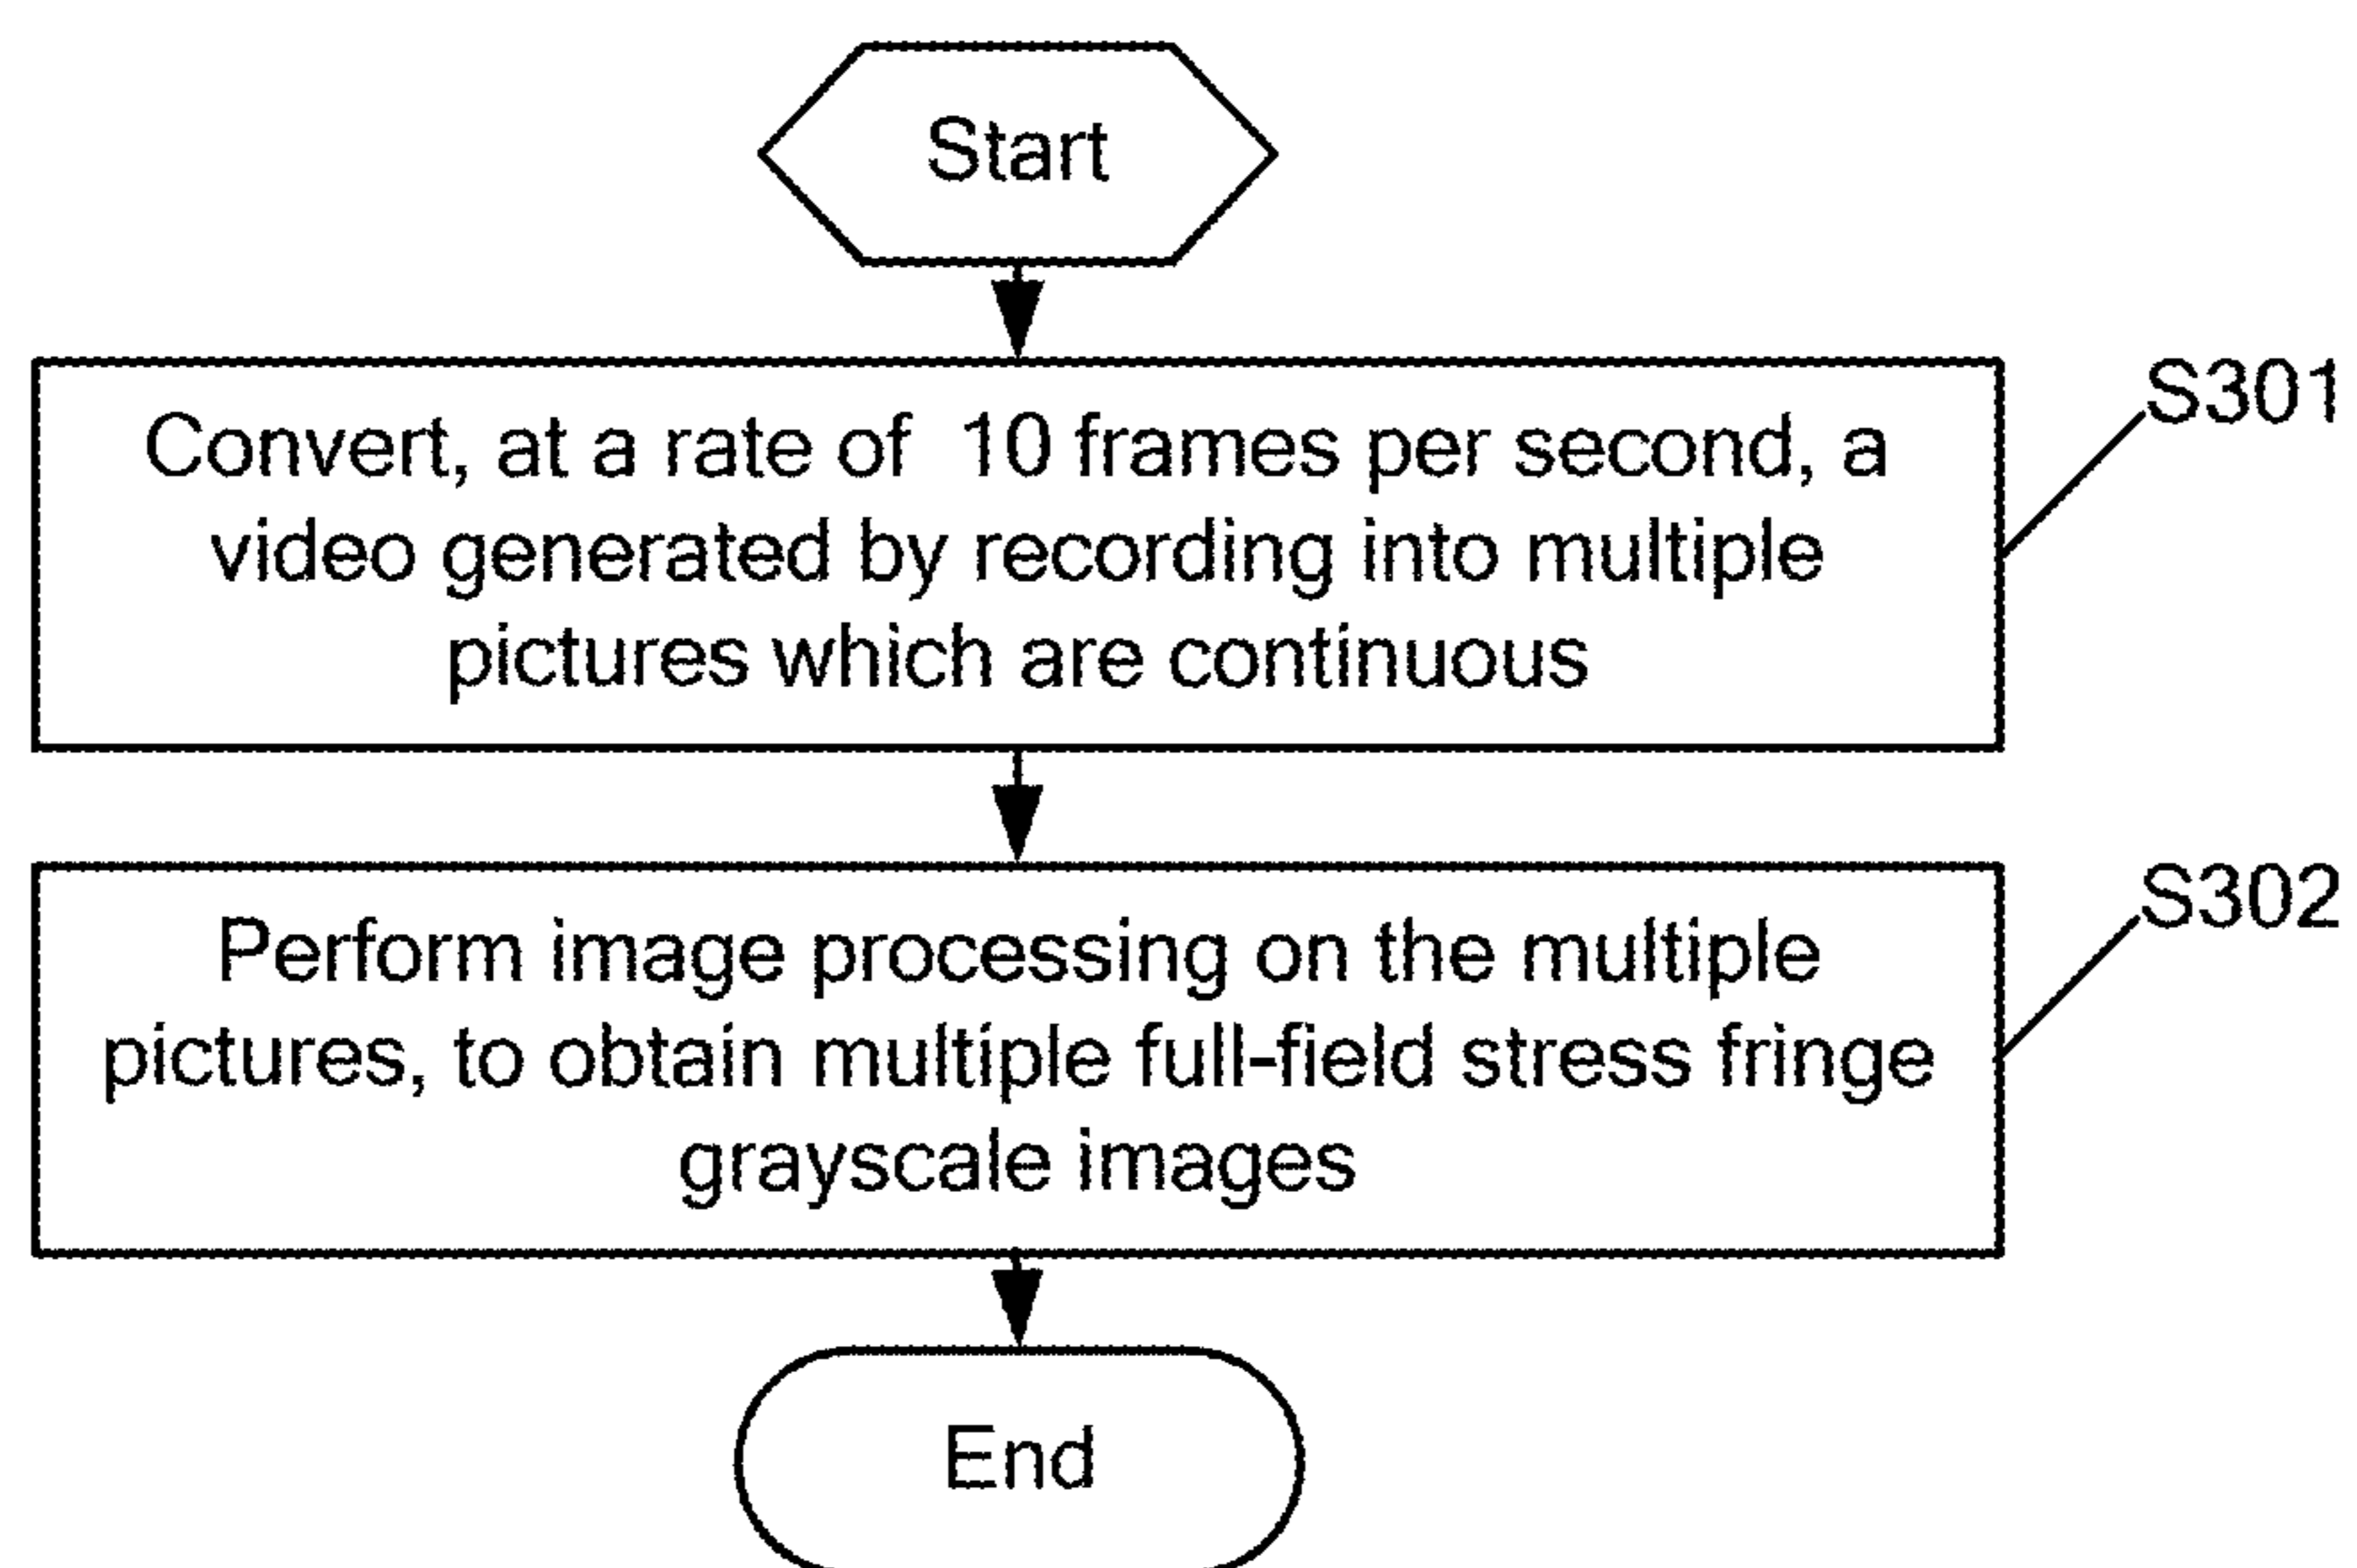 Start
S301
Convert, at a rate of 10 frames per second, a
video generated by recording into multiple
pictures which are continuous
S302
Perform image processing on the multiple
pictures, to obtain multiple full-field stress fringe
grayscale images
End